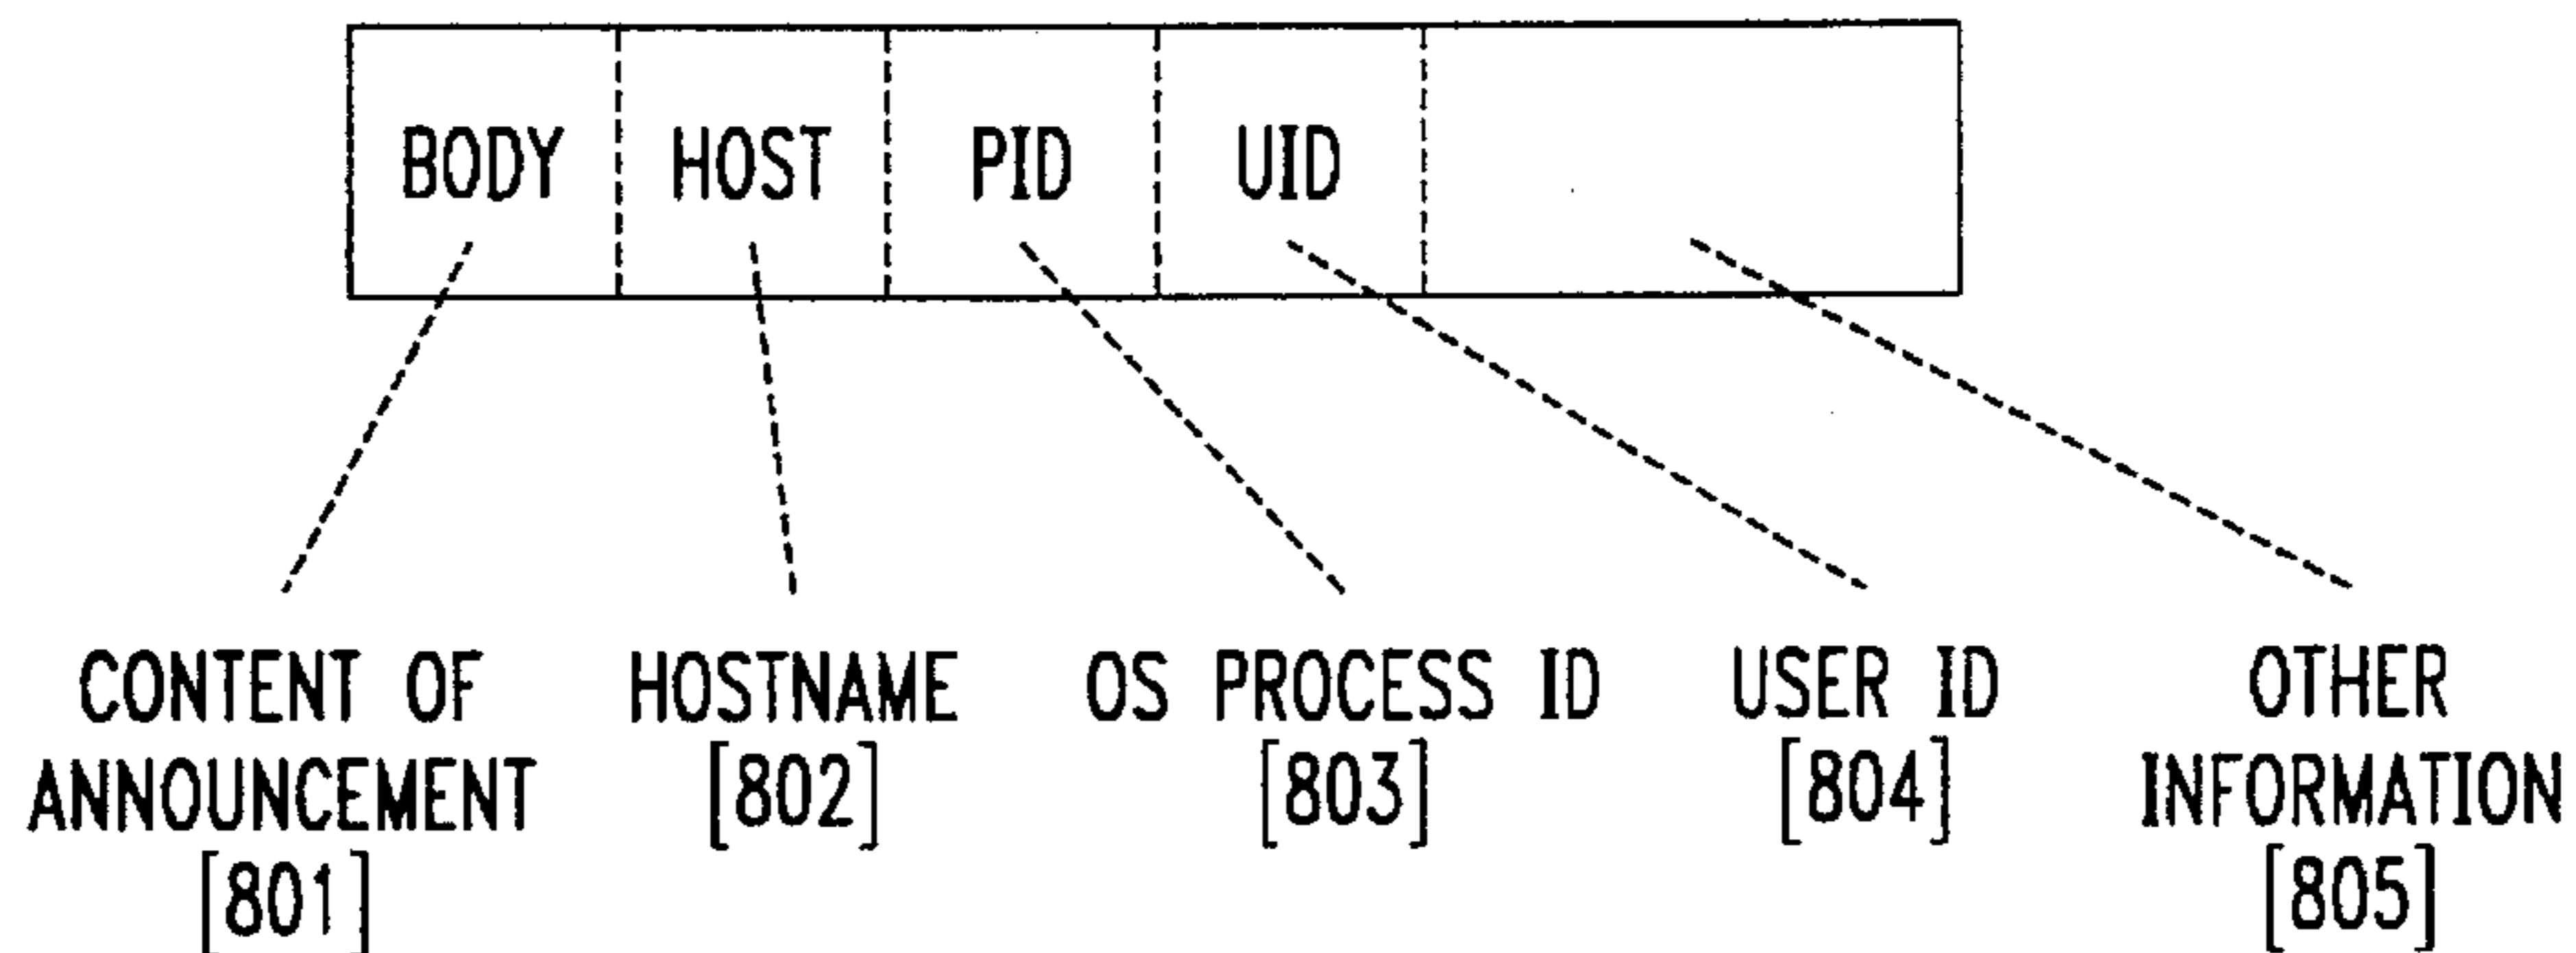 BODY HOST PID UID
CONTENT OF ANNOUNCEMENT [801]
HOSTNAME [802]
OS PROCESS ID [803]
USER ID [804]
OTHER INFORMATION [805]